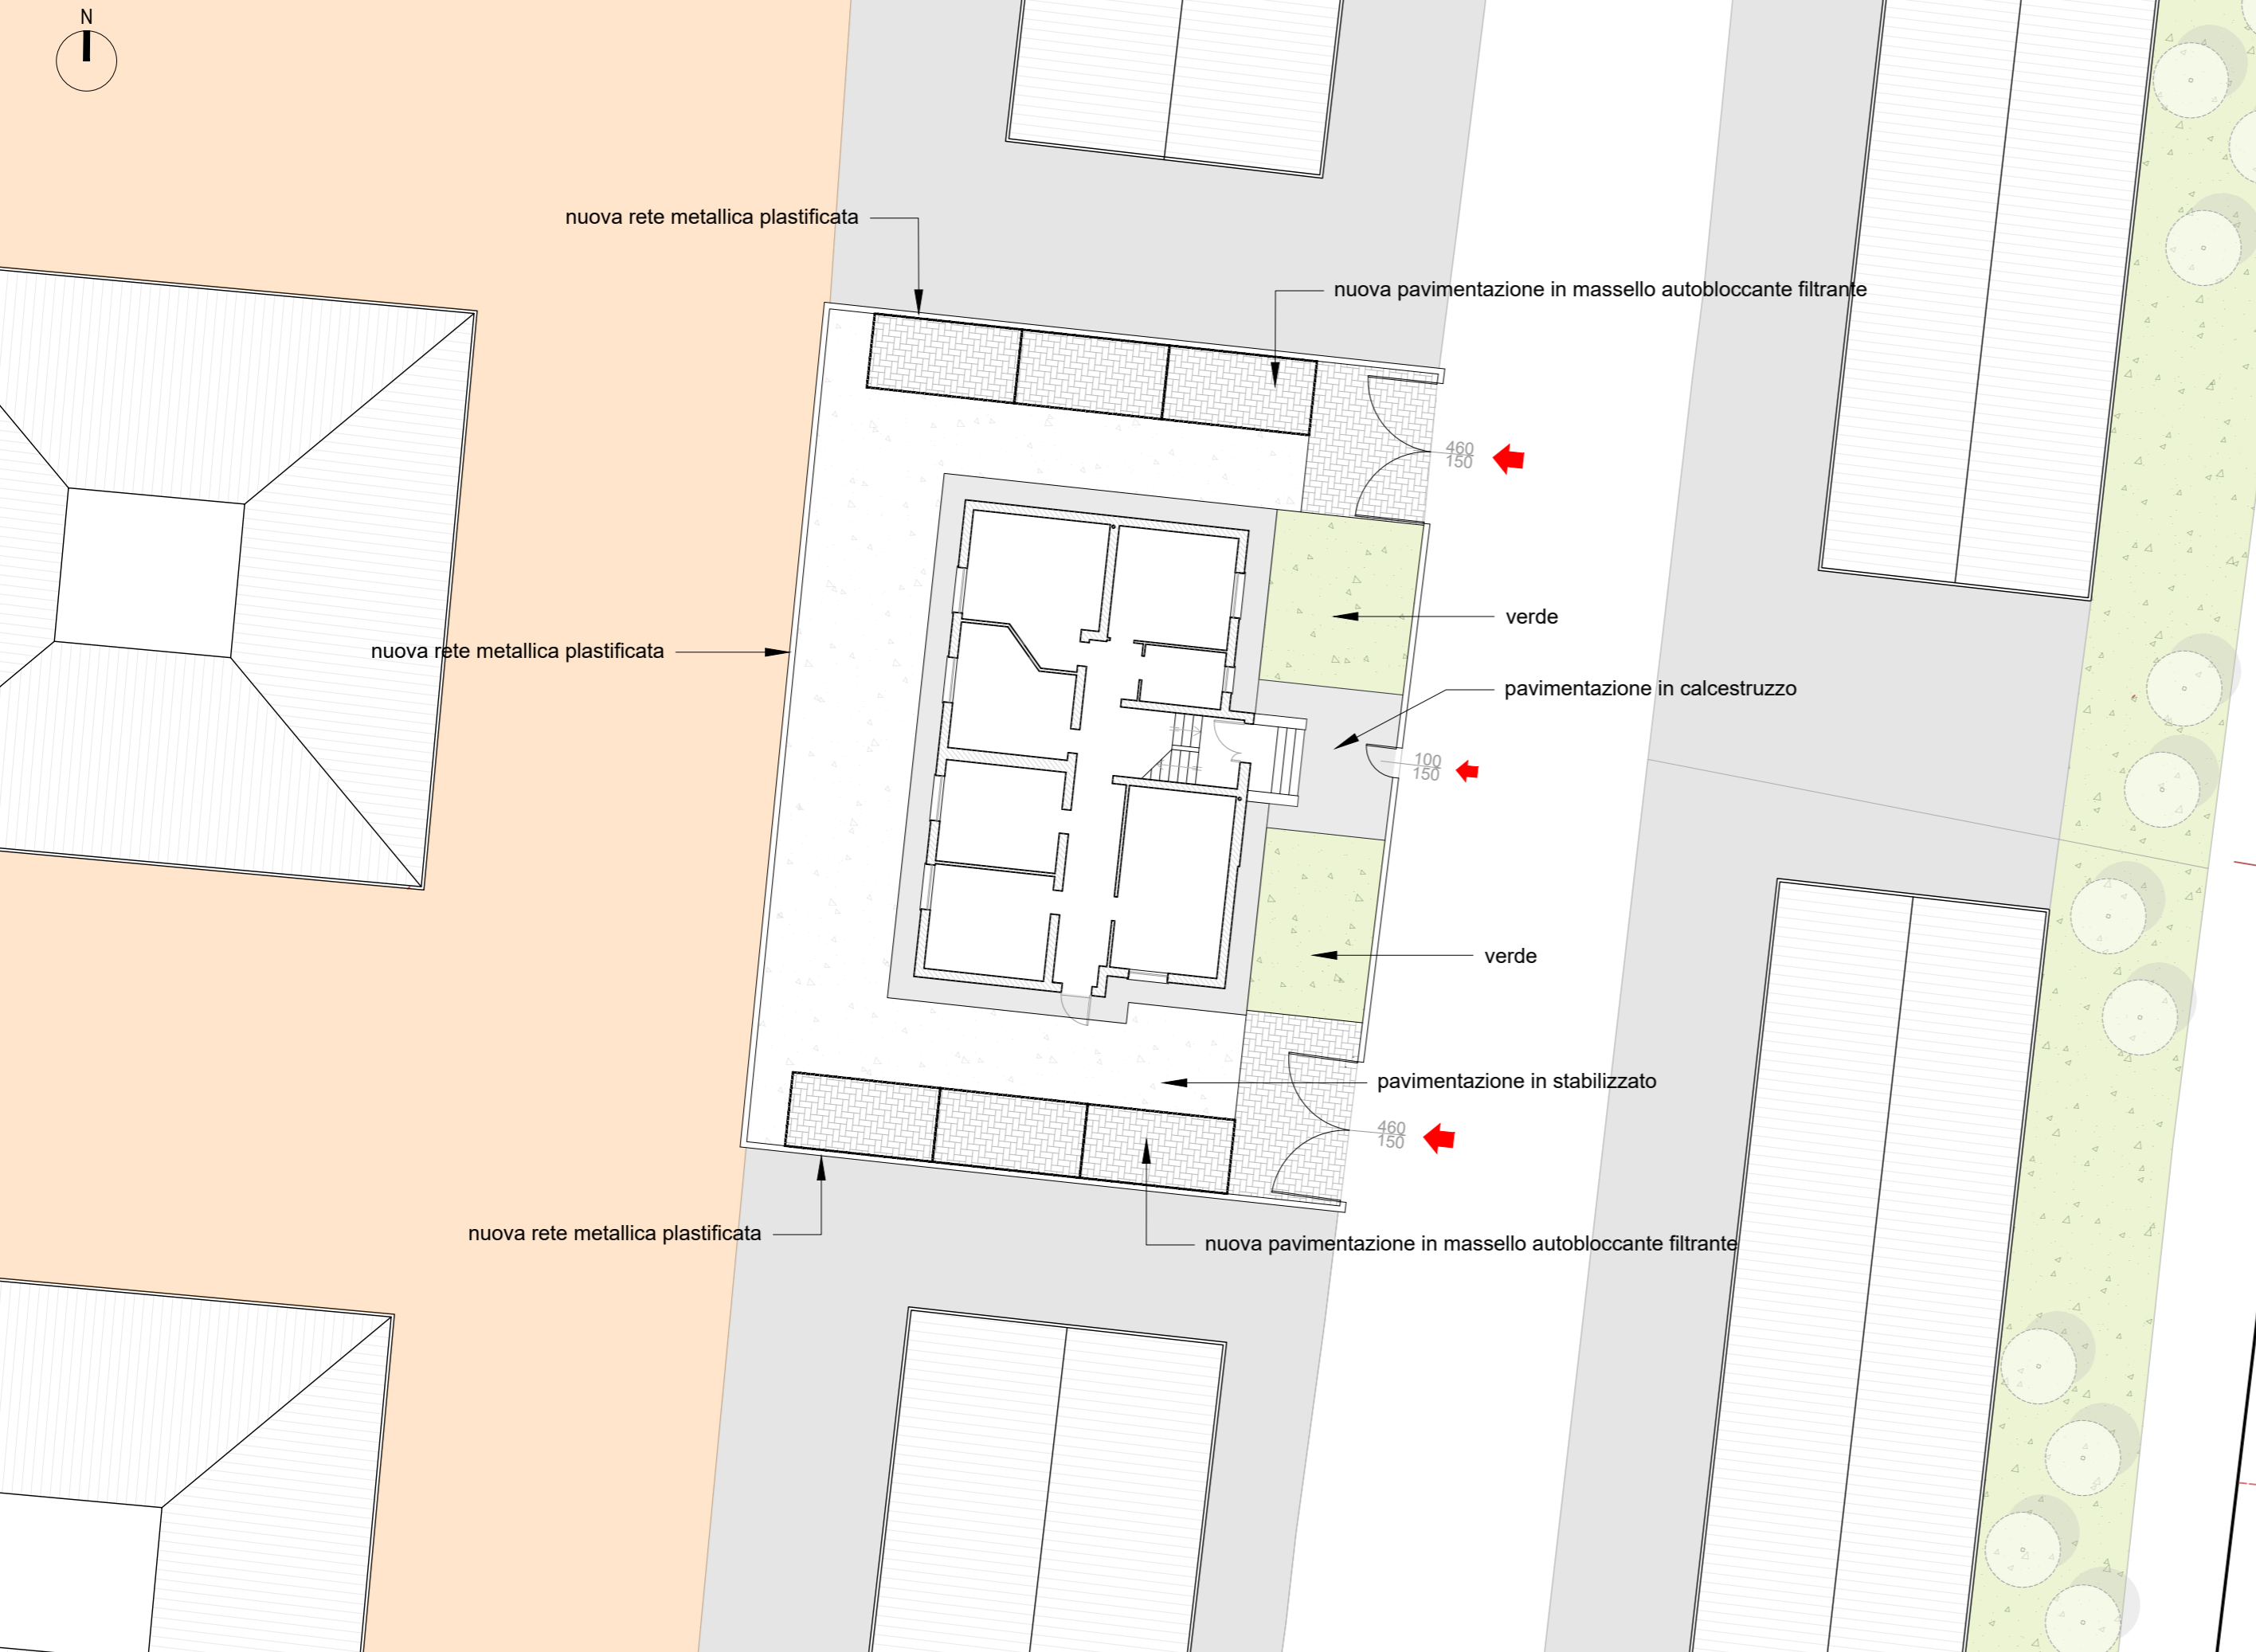 N
nuova rete metallica plastificata
nuova pavimentazione in massello autobloccante filtrante
460
150
verde
nuova rete metallica plastificata
pavimentazione in calcestruzzo
100
150
verde
pavimentazione in stabilizzato
460
150
nuova rete metallica plastificata
nuova pavimentazione in massello autobloccante filtrante